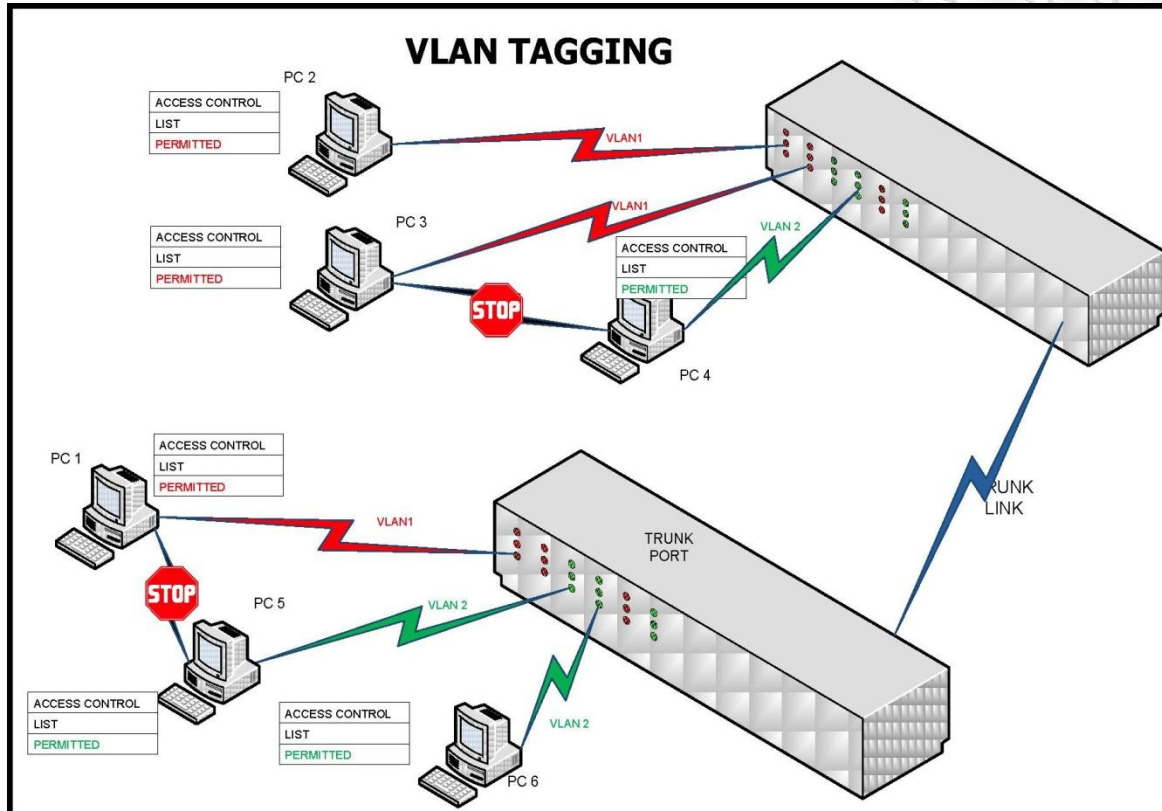 VLAN TAGGING
PC 2
ACCESS CONTROL
LIST
PERMITTED
VLAN1
PC 3
ACCESS CONTROL
LIST
PERMITTED
VLAN1
STOP
ACCESS CONTROL
LIST
PERMITTED
VLAN 2
PC 4
PC 1
ACCESS CONTROL
LIST
PERMITTED
VLAN1
STOP
PC 5
VLAN 2
ACCESS CONTROL
LIST
PERMITTED
ACCESS CONTROL
LIST
PERMITTED
VLAN 2
PC 6
TRUNK
PORT
RUNK
LINK